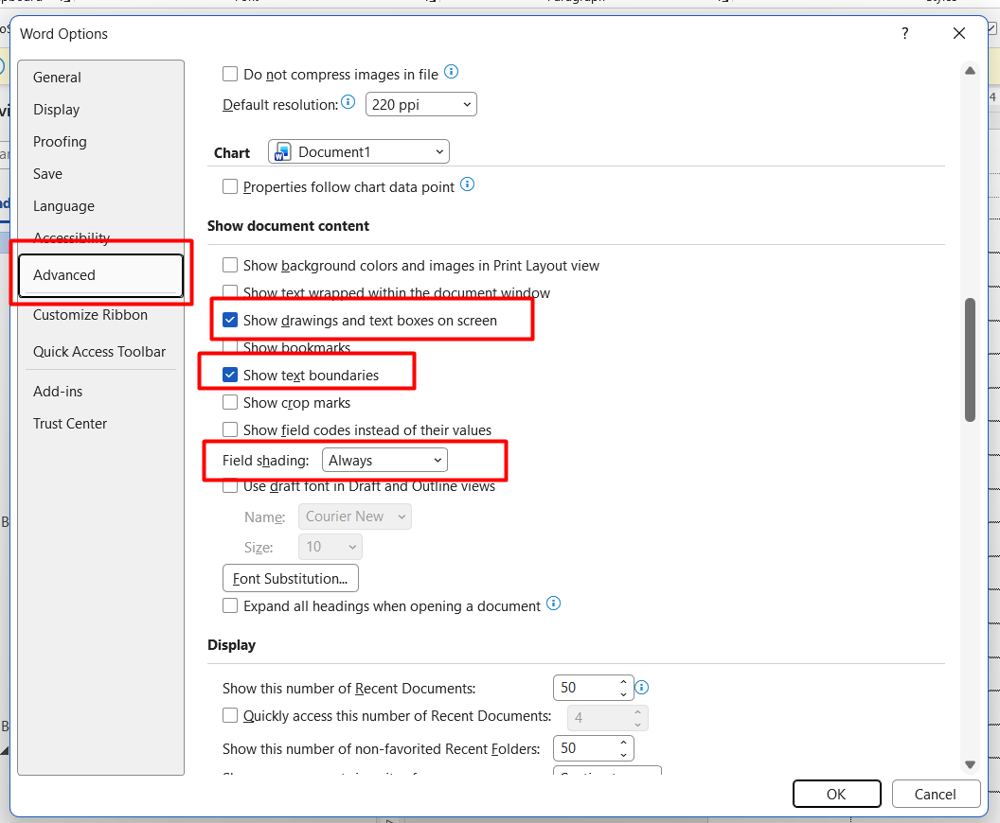 Word Options
?
General
Display
Proofing
Save
Language
Accessibility
Advanced
Customize Ribbon
Quick Access Toolbar
Add-ins
Trust Center
Do not compress images in file
Default resolution: 220 ppi
Chart Document1
Properties follow chart data point
Show document content
Show background colors and images in Print Layout view
Show text wrapped within the document window
Show drawings and text boxes on screen
Show bookmarks
Show text boundaries
Show crop marks
Show field codes instead of their values
Field shading: Always
Use draft font in Draft and Outline views
Name: Courier New
Size: 10
Font Substitution...
Expand all headings when opening a document
Display
Show this number of Recent Documents: 50
Quickly access this number of Recent Documents: 4
Show this number of non-favorited Recent Folders: 50
OK Cancel